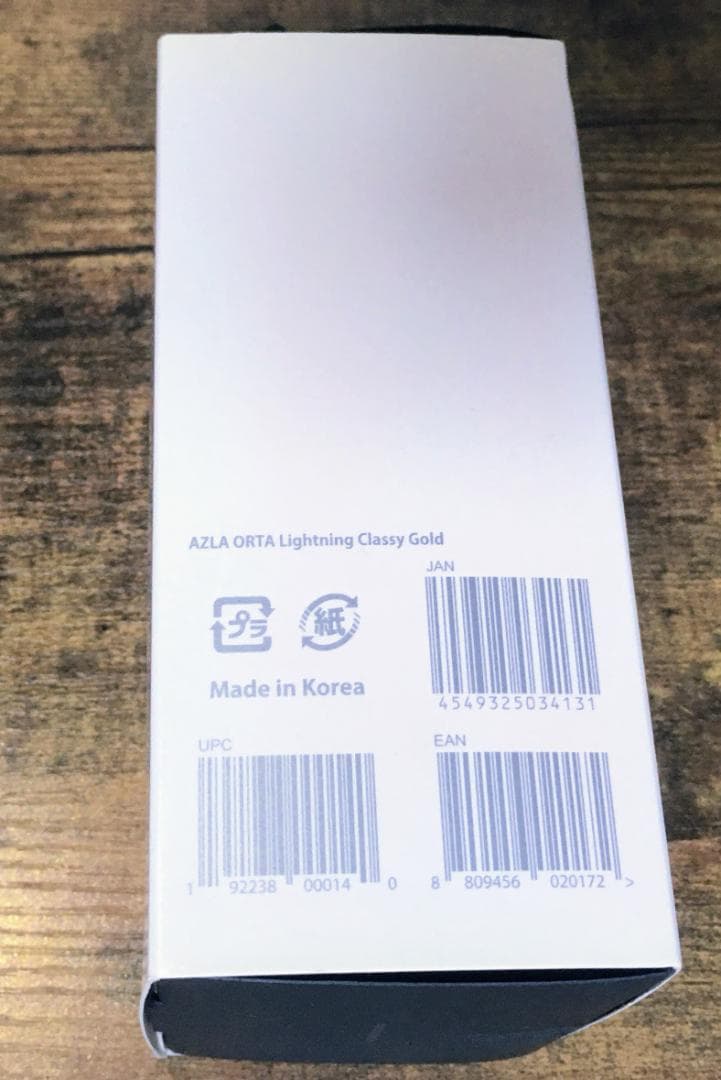 AZLA ORTA Lightning Classy Gold
JAN
プラ
紙
4549325034131
Made in Korea
UPC
EAN
1 92238 00014 0
8 809456 020172 >